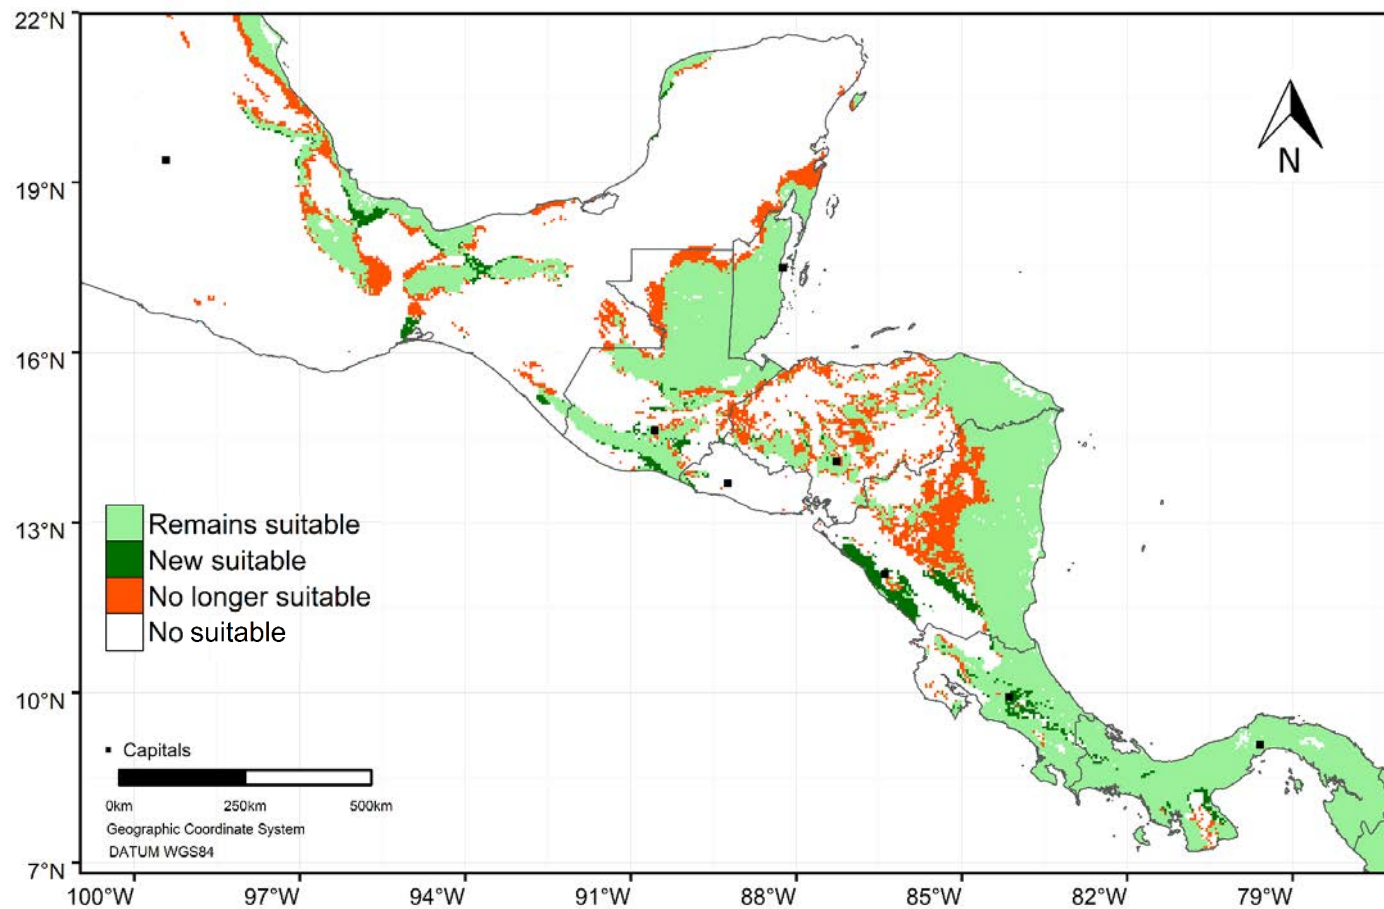 22°N
19°N
16°N
13°N
10°N
7°N
N
Remains suitable
New suitable
No longer suitable
No suitable
Capitals
0km 250km 500km
Geographic Coordinate System
DATUM WGS84
100°W 97°W 94°W 91°W 88°W 85°W 82°W 79°W